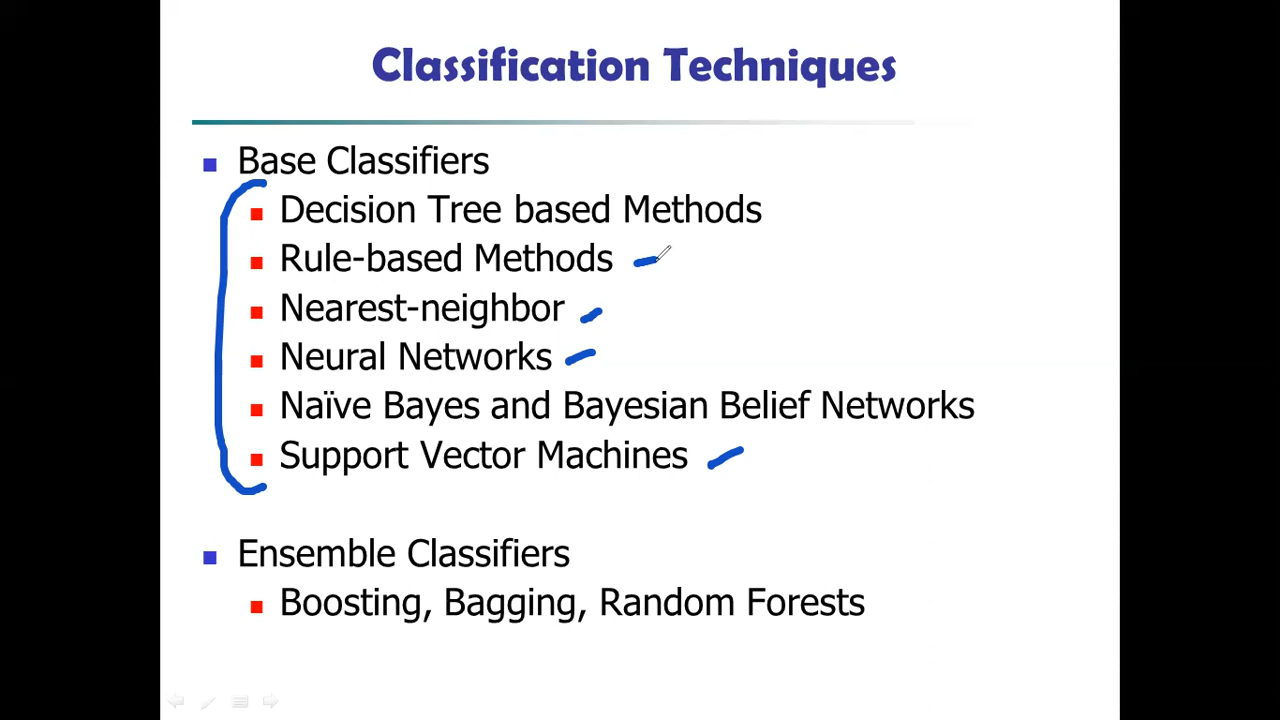 Classification Techniques
Base Classifiers
Decision Tree based Methods
Rule-based Methods
Nearest-neighbor
Neural Networks
Naïve Bayes and Bayesian Belief Networks
Support Vector Machines
Ensemble Classifiers
Boosting, Bagging, Random Forests